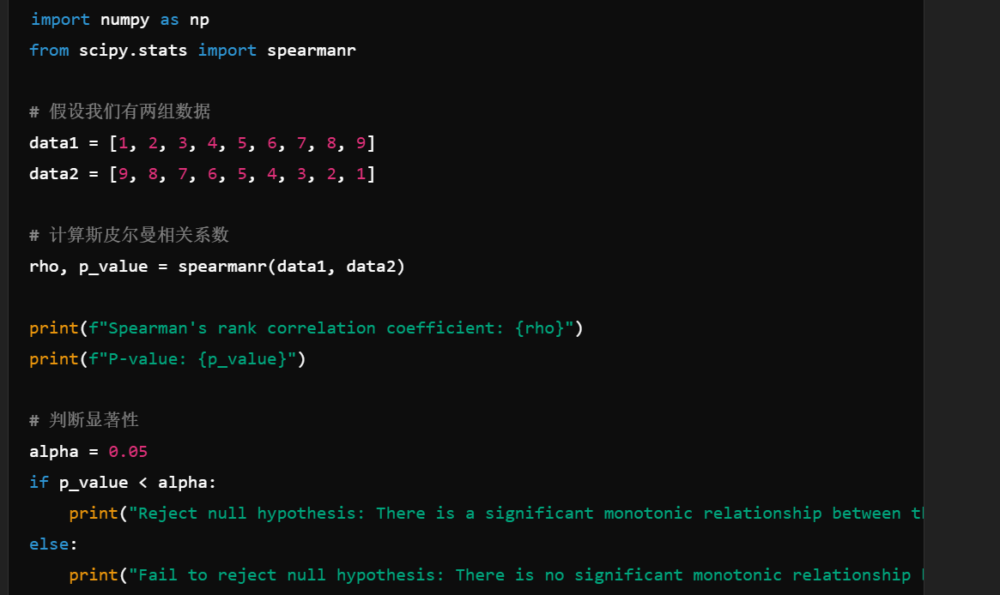 import numpy as np
from scipy.stats import spearmanr
# 假设我们有两组数据
data1 = [1, 2, 3, 4, 5, 6, 7, 8, 9]
data2 = [9, 8, 7, 6, 5, 4, 3, 2, 1]
# 计算斯皮尔曼相关系数
rho, p_value = spearmanr(data1, data2)
print(f"Spearman's rank correlation coefficient: {rho}")
print(f"P-value: {p_value}")
# 判断显著性
alpha = 0.05
if p_value < alpha:
    print("Reject null hypothesis: There is a significant monotonic relationship between
else:
    print("Fail to reject null hypothesis: There is no significant monotonic relationship